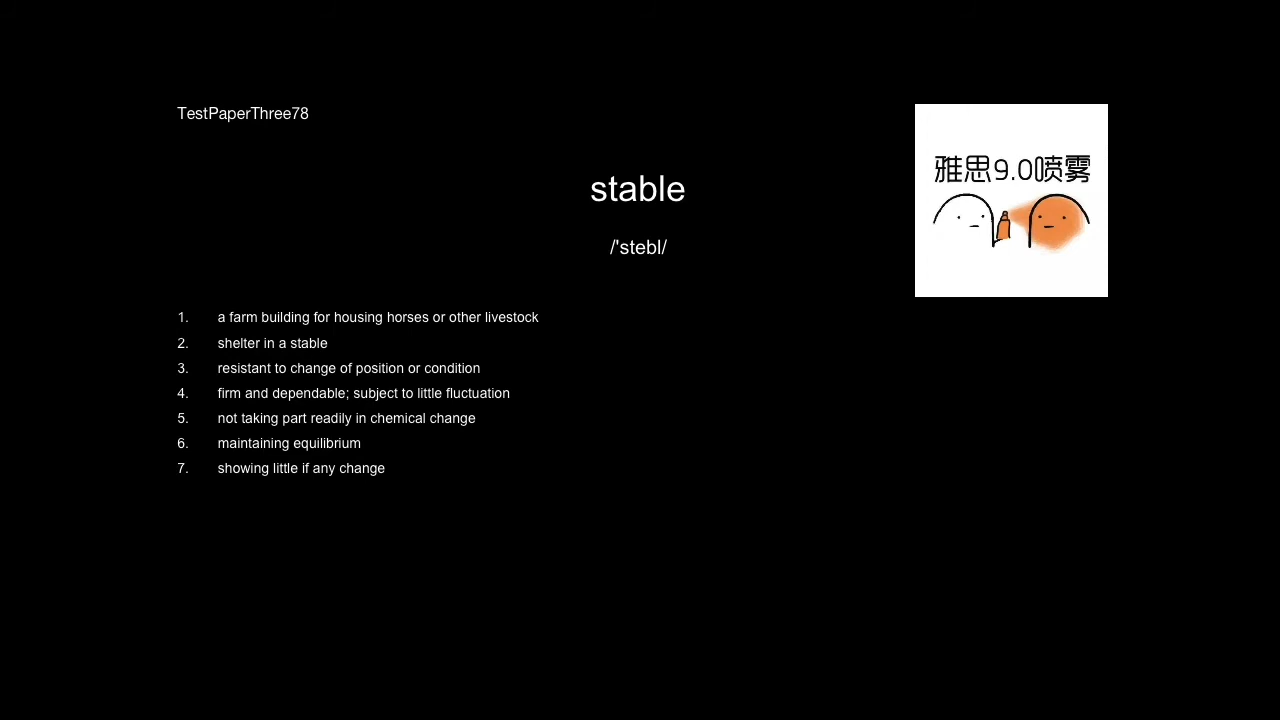 TestPaperThree78
雅思9.0喷雾
stable
/'stebl/
1. a farm building for housing horses or other livestock
2. shelter in a stable
3. resistant to change of position or condition
4. firm and dependable; subject to little fluctuation
5. not taking part readily in chemical change
6. maintaining equilibrium
7. showing little if any change